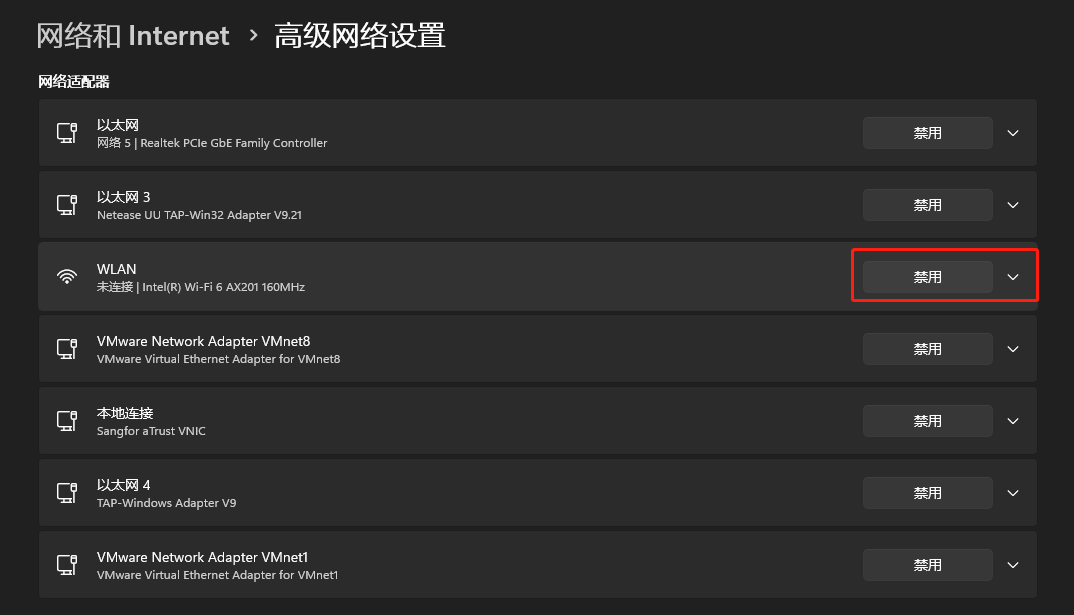 网络和 Internet › 高级网络设置
网络适配器
以太网
网络 5 | Realtek PCIe GbE Family Controller
禁用
以太网 3
Netease UU TAP-Win32 Adapter V9.21
禁用
WLAN
未连接 | Intel(R) Wi-Fi 6 AX201 160MHz
禁用
VMware Network Adapter VMnet8
VMware Virtual Ethernet Adapter for VMnet8
禁用
本地连接
Sangfor aTrust VNIC
禁用
以太网 4
TAP-Windows Adapter V9
禁用
VMware Network Adapter VMnet1
VMware Virtual Ethernet Adapter for VMnet1
禁用